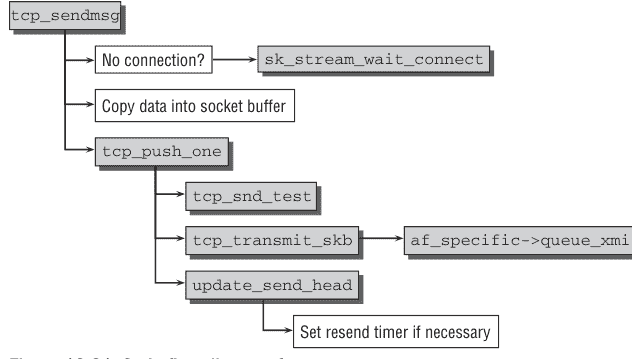 tcp_sendmsg
No connection?
sk_stream_wait_connect
Copy data into socket buffer
tcp_push_one
tcp_snd_test
tcp_transmit_skb
af_specific->queue_xmi
update_send_head
Set resend timer if necessary